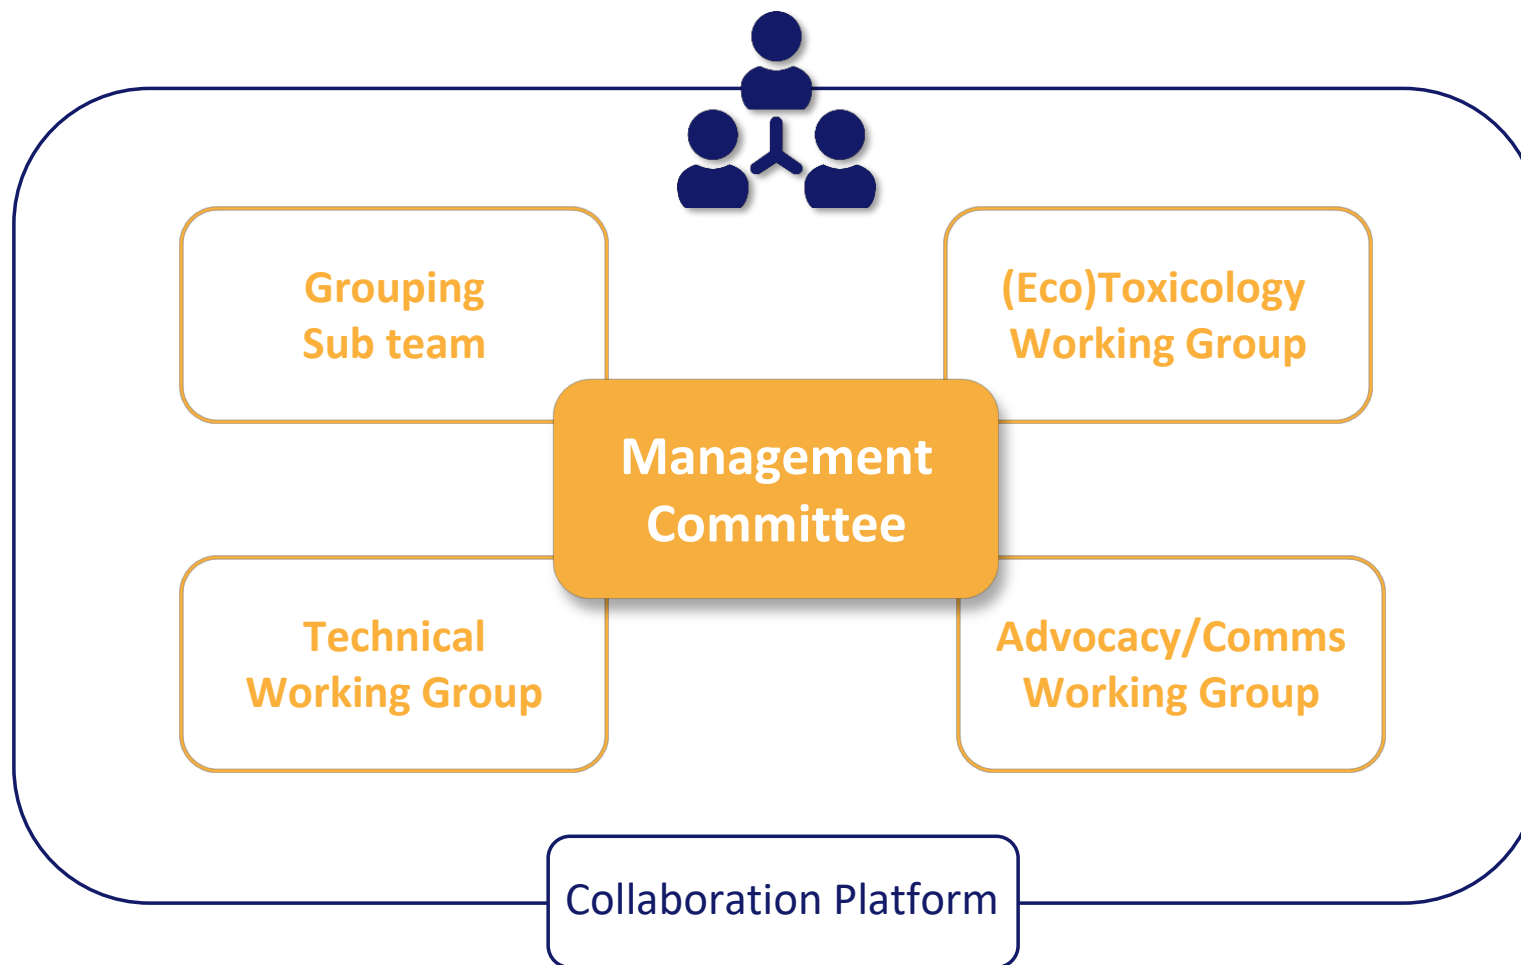 Grouping
Sub team
(Eco)Toxicology
Working Group
Management
Committee
Technical
Working Group
Advocacy/Comms
Working Group
Collaboration Platform